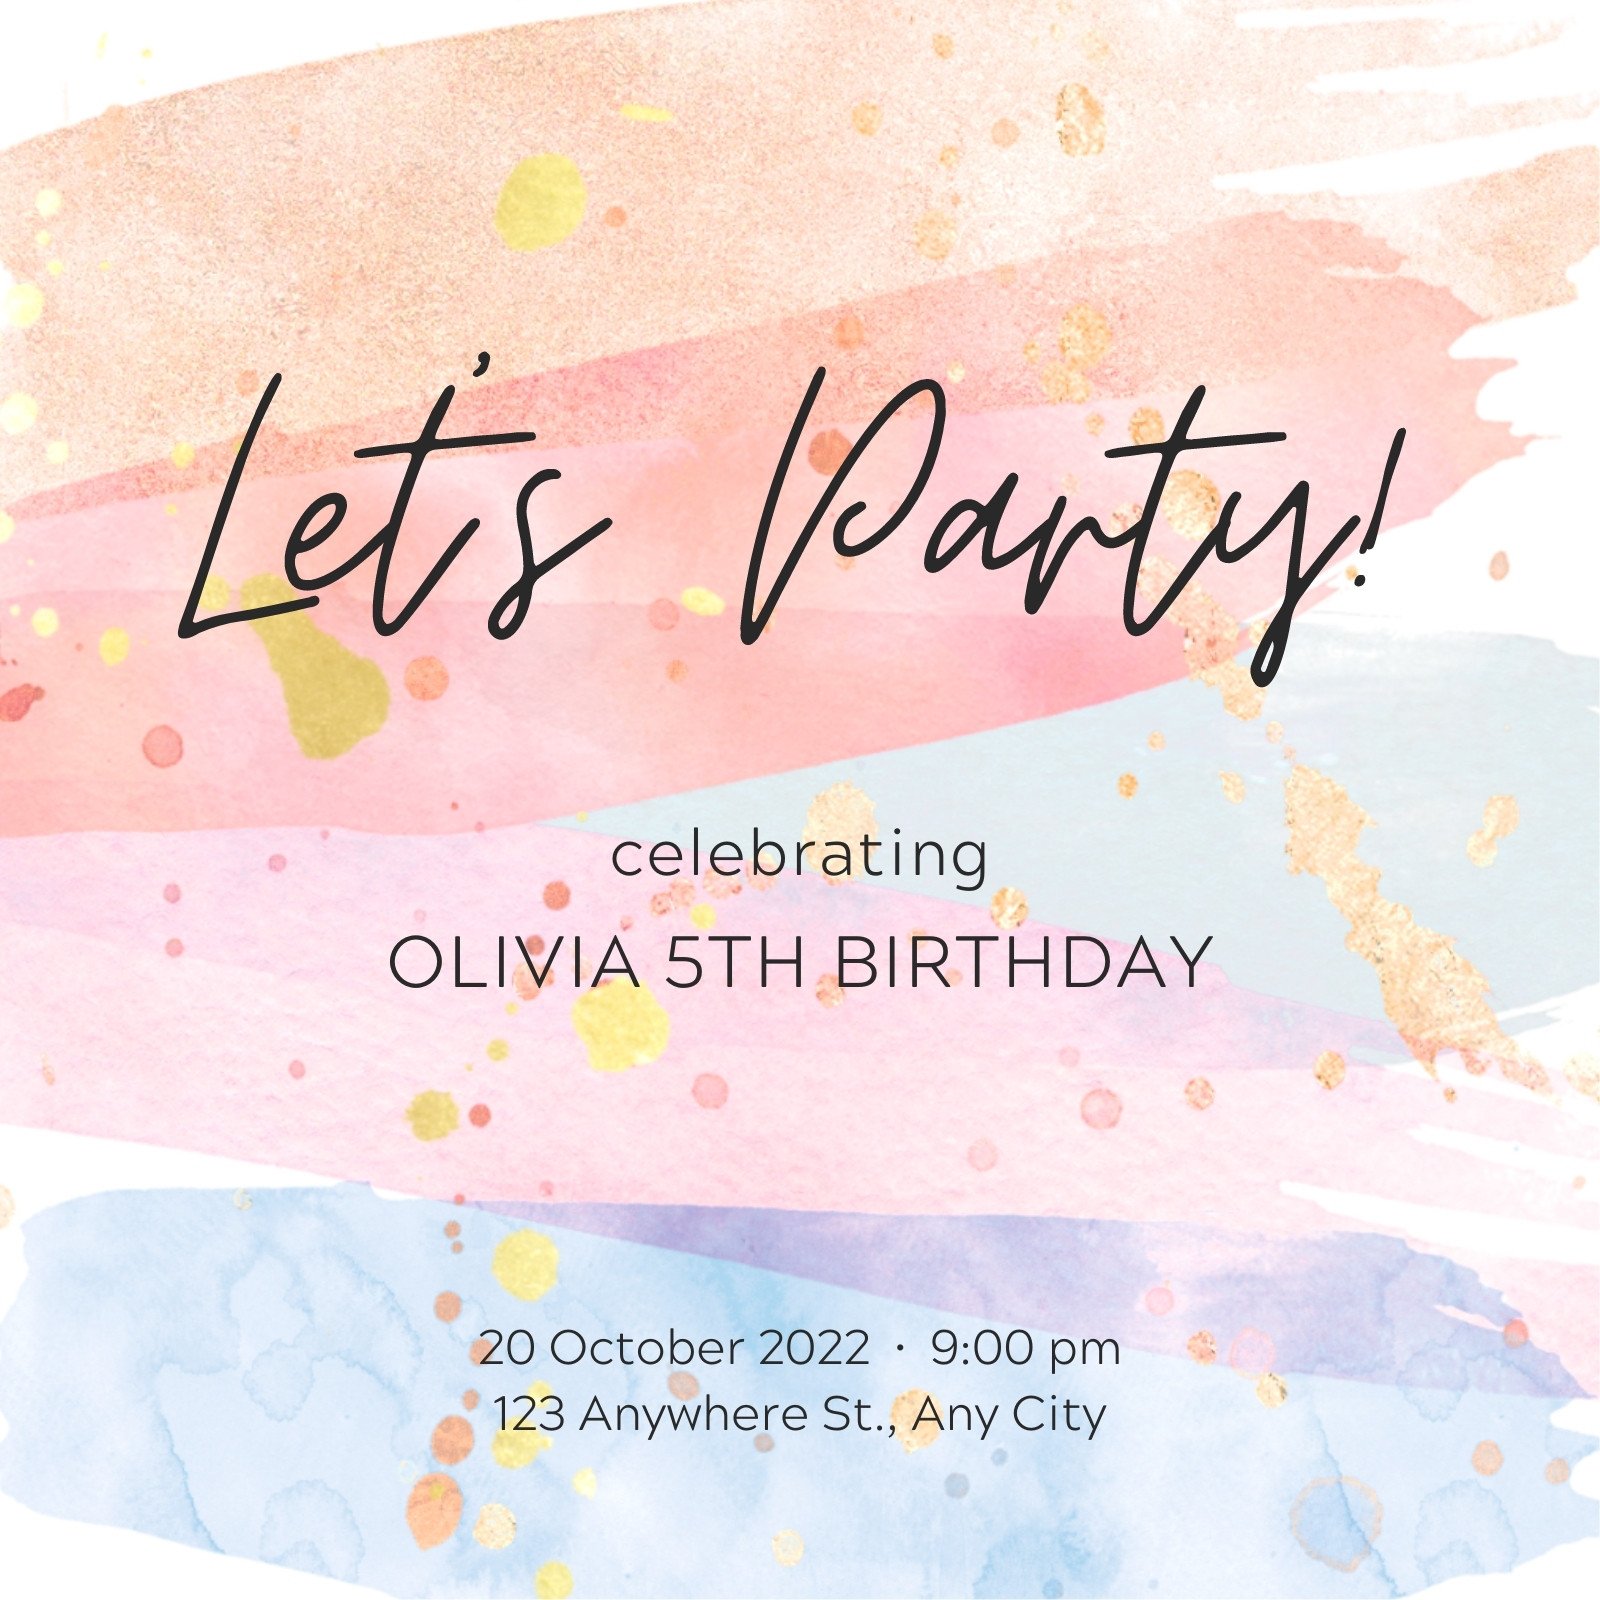 Let's Party!
celebrating
OLIVIA 5TH BIRTHDAY
20 October 2022 · 9:00 pm
123 Anywhere St., Any City